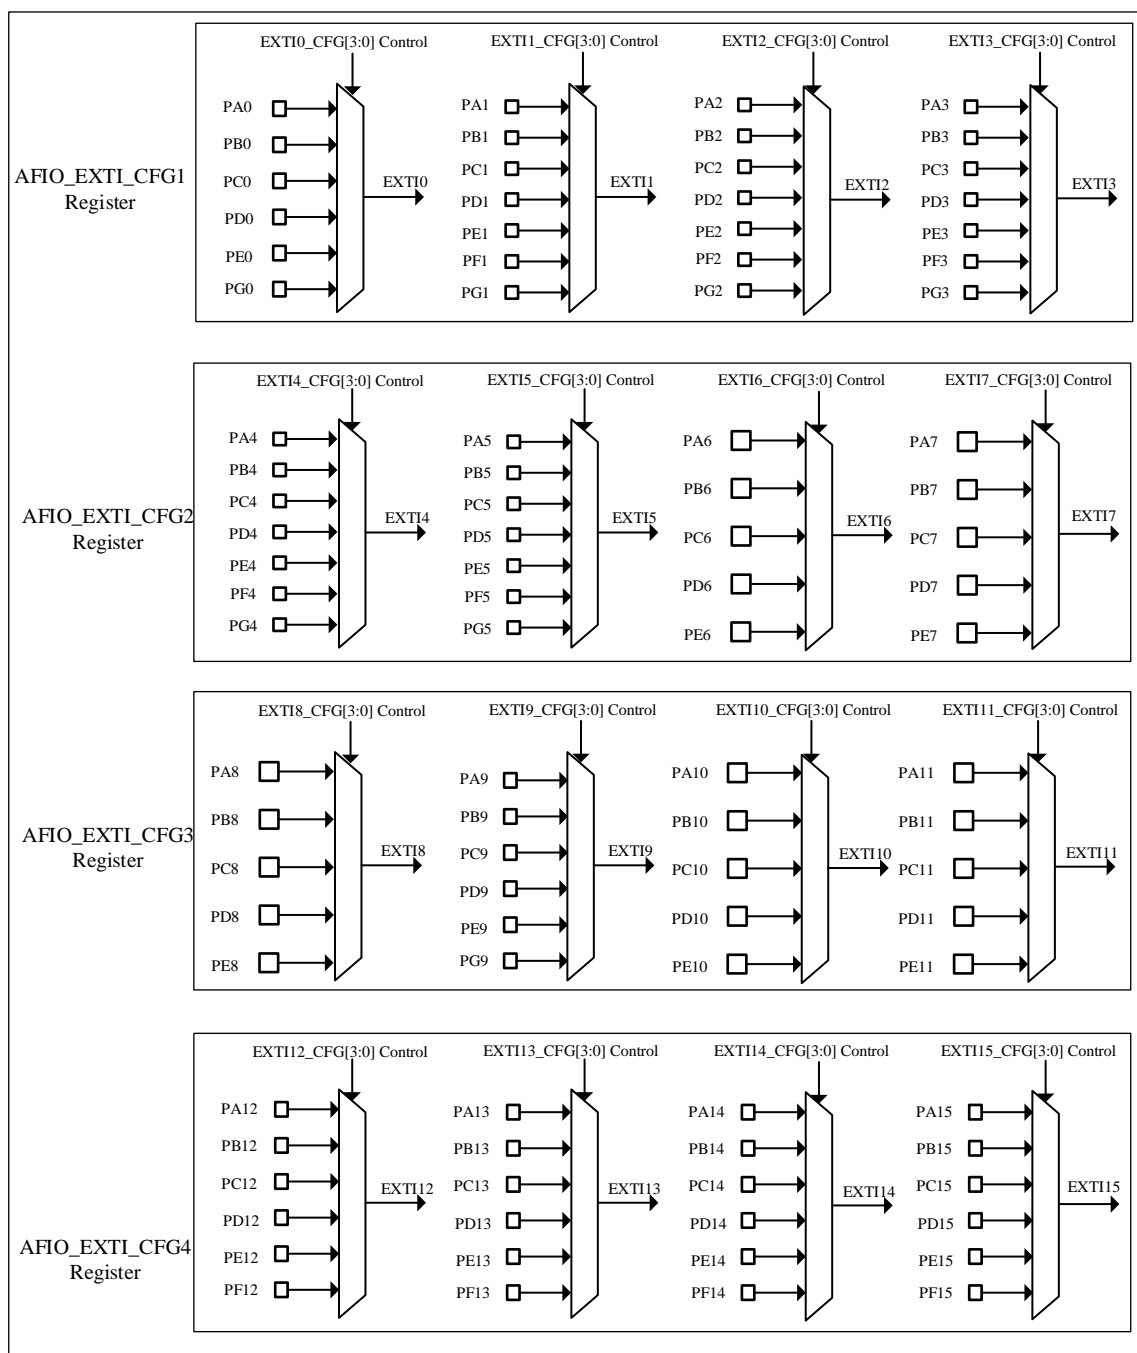 EXTI0_CFG[3:0] Control
EXTI1_CFG[3:0] Control
EXTI2_CFG[3:0] Control
EXTI3_CFG[3:0] Control
AFIO_EXTI_CFG1
Register
PA0
PB0
PC0
PD0
PE0
PG0
EXTI0
PA1
PB1
PC1
PD1
PE1
PF1
PG1
EXTI1
PA2
PB2
PC2
PD2
PE2
PF2
PG2
EXTI2
PA3
PB3
PC3
PD3
PE3
PF3
PG3
EXTI3
EXTI4_CFG[3:0] Control
EXTI5_CFG[3:0] Control
EXTI6_CFG[3:0] Control
EXTI7_CFG[3:0] Control
AFIO_EXTI_CFG2
Register
PA4
PB4
PC4
PD4
PE4
PF4
PG4
EXTI4
PA5
PB5
PC5
PD5
PE5
PF5
PG5
EXTI5
PA6
PB6
PC6
PD6
PE6
EXTI6
PA7
PB7
PC7
PD7
PE7
EXTI7
EXTI8_CFG[3:0] Control
EXTI9_CFG[3:0] Control
EXTI10_CFG[3:0] Control
EXTI11_CFG[3:0] Control
AFIO_EXTI_CFG3
Register
PA8
PB8
PC8
PD8
PE8
EXTI8
PA9
PB9
PC9
PD9
PE9
PG9
EXTI9
PA10
PB10
PC10
PD10
PE10
EXTI10
PA11
PB11
PC11
PD11
PE11
EXTI11
EXTI12_CFG[3:0] Control
EXTI13_CFG[3:0] Control
EXTI14_CFG[3:0] Control
EXTI15_CFG[3:0] Control
AFIO_EXTI_CFG4
Register
PA12
PB12
PC12
PD12
PE12
PF12
EXTI12
PA13
PB13
PC13
PD13
PE13
PF13
EXTI13
PA14
PB14
PC14
PD14
PE14
PF14
EXTI14
PA15
PB15
PC15
PD15
PE15
PF15
EXTI15